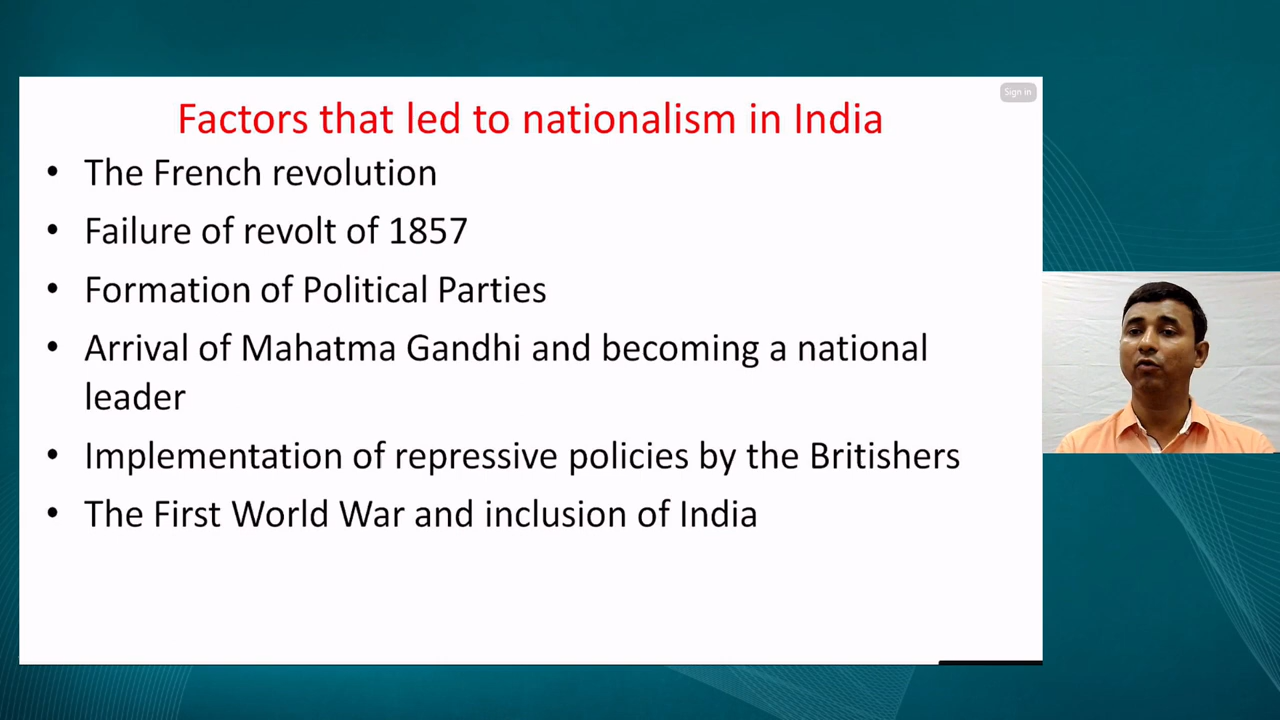 Sign in
Factors that led to nationalism in India
• The French revolution
• Failure of revolt of 1857
• Formation of Political Parties
• Arrival of Mahatma Gandhi and becoming a national
leader
• Implementation of repressive policies by the Britishers
• The First World War and inclusion of India